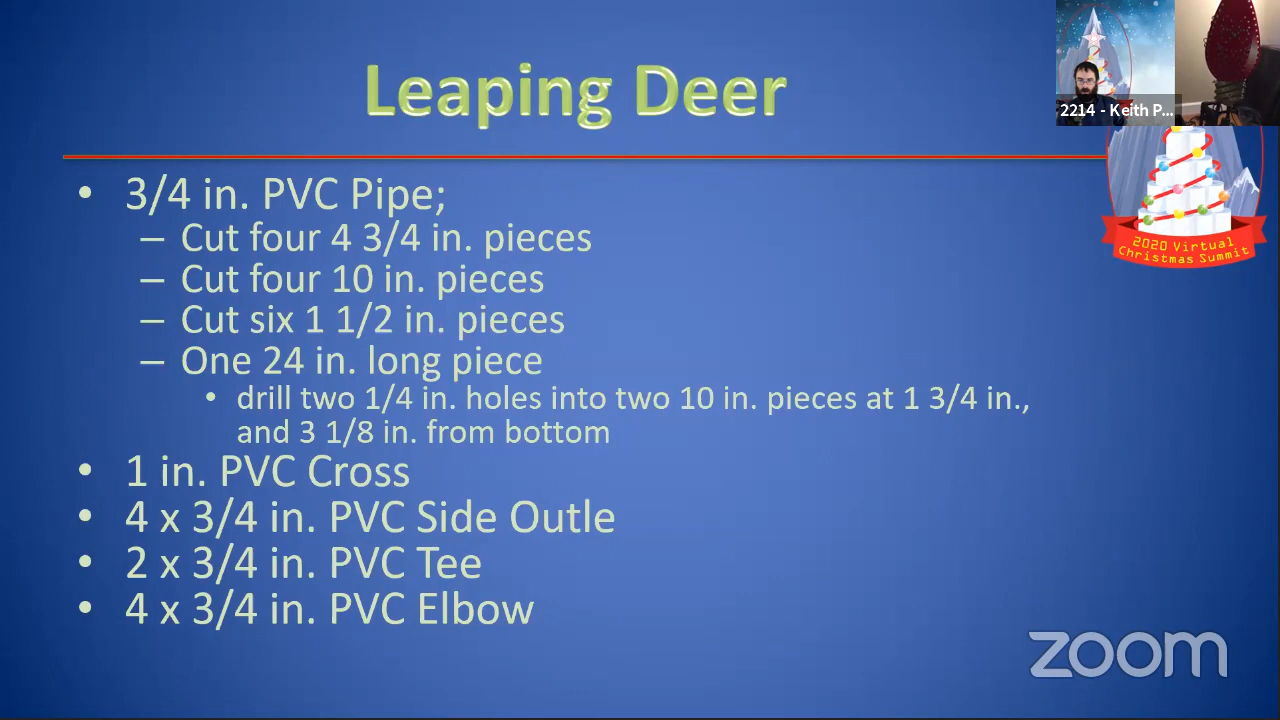 Leaping Deer
2214 - Keith P...
• 3/4 in. PVC Pipe;
– Cut four 4 3/4 in. pieces
– Cut four 10 in. pieces
– Cut six 1 1/2 in. pieces
– One 24 in. long piece
• drill two 1/4 in. holes into two 10 in. pieces at 1 3/4 in.,
and 3 1/8 in. from bottom
• 1 in. PVC Cross
• 4 x 3/4 in. PVC Side Outle
• 2 x 3/4 in. PVC Tee
• 4 x 3/4 in. PVC Elbow
2020 Virtual
Christmas Summit
zoom